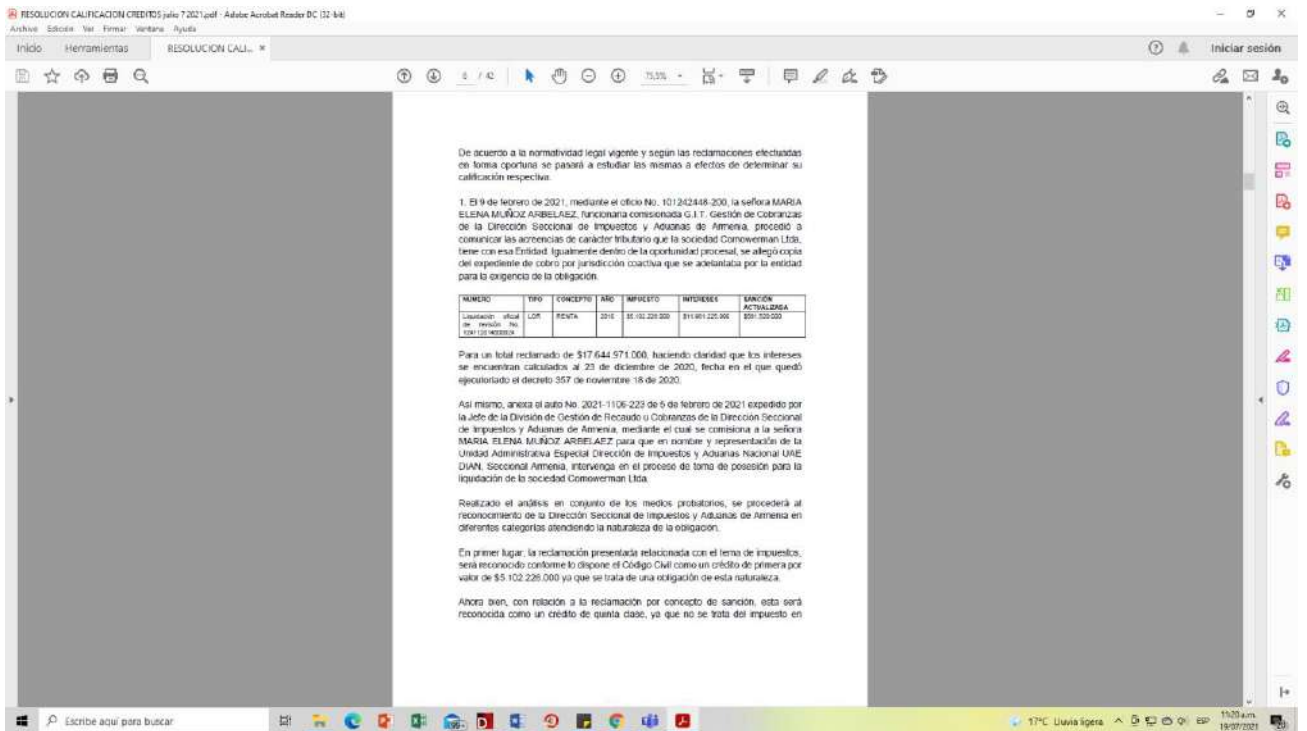 RESOLUCION CALIFICACION CREDITOS julio 7 2021.pdf - Adobe Acrobat Reader DC (32-bit)
Archivo Edición Ver Firmar Ventana Ayuda
Inicio Herramientas RESOLUCION CALI... ×
Iniciar sesión
/ 42 75,5%
De acuerdo a la normatividad legal vigente y según las reclamaciones efectuadas
en forma oportuna se pasará a estudiar las mismas a efectos de determinar su
calificación respectiva.
1. El 9 de febrero de 2021, mediante el oficio No. 101242448-200, la señora MARIA
ELENA MUÑOZ ARBELAEZ, funcionaria comisionada G.I.T. Gestión de Cobranzas
de la Dirección Seccional de Impuestos y Aduanas de Armenia, procedió a
comunicar las acreencias de carácter tributario que la sociedad Comowerman Ltda,
tiene con esa Entidad. Igualmente dentro de la oportunidad procesal, se allegó copia
del expediente de cobro por jurisdicción coactiva que se adelantaba por la entidad
para la exigencia de la obligación.
NUMERO TIPO CONCEPTO AÑO IMPUESTO INTERESES SANCIÓN
ACTUALIZADA
Liquidación oficial LOR RENTA
de revisión No.
Para un total reclamado de $17.644.971.000, haciendo claridad que los intereses
se encuentran calculados al 23 de diciembre de 2020, fecha en el que quedó
ejecutoriado el decreto 357 de noviembre 18 de 2020.
Así mismo, anexa el auto No. 2021-1106-223 de 5 de febrero de 2021 expedido por
la Jefe de la División de Gestión de Recaudo u Cobranzas de la Dirección Seccional
de Impuestos y Aduanas de Armenia, mediante el cual se comisiona a la señora
MARIA ELENA MUÑOZ ARBELAEZ para que en nombre y representación de la
Unidad Administrativa Especial Dirección de Impuestos y Aduanas Nacional UAE
DIAN, Seccional Armenia, intervenga en el proceso de toma de posesión para la
liquidación de la sociedad Comowerman Ltda.
Realizado el análisis en conjunto de los medios probatorios, se procederá al
reconocimiento de la Dirección Seccional de Impuestos y Aduanas de Armenia en
diferentes categorías atendiendo la naturaleza de la obligación.
En primer lugar, la reclamación presentada relacionada con el tema de impuestos,
será reconocido conforme lo dispone el Código Civil como un crédito de primera por
valor de $5.102.226.000 ya que se trata de una obligación de esta naturaleza.
Ahora bien, con relación a la reclamación por concepto de sanción, esta será
reconocida como un crédito de quinta clase, ya que no se trata del impuesto en
Escribe aquí para buscar
17°C Lluvia ligera ESP 11:20 a.m.
19/07/2021